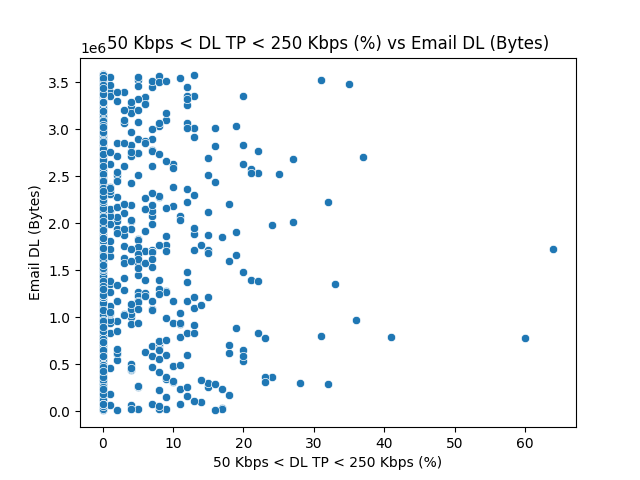 1e6
50 Kbps < DL TP < 250 Kbps (%) vs Email DL (Bytes)
3.5
3.0
2.5
2.0
1.5
1.0
0.5
0.0
Email DL (Bytes)
0 10 20 30 40 50 60
50 Kbps < DL TP < 250 Kbps (%)